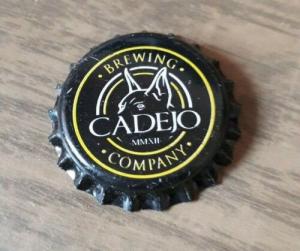 BREWING
CADEJO
·MMXII·
COMPANY